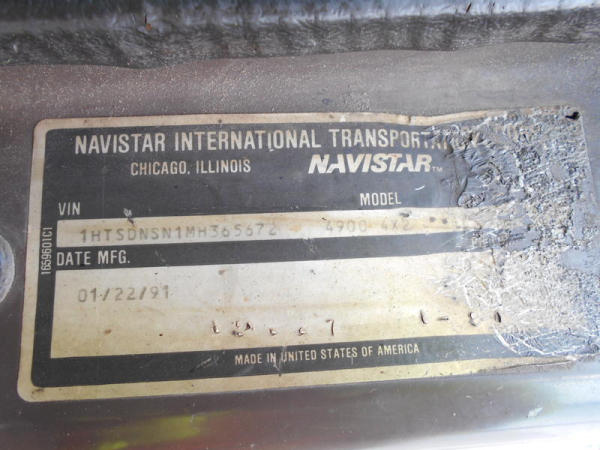 NAVISTAR INTERNATIONAL
CHICAGO, ILLINOIS NAVISTAR TM
VIN MODEL
1HTSDNSN1MH365672 4900 4X2
DATE MFG.
01/22/91
MADE IN UNITED STATES OF AMERICA
1659601C1